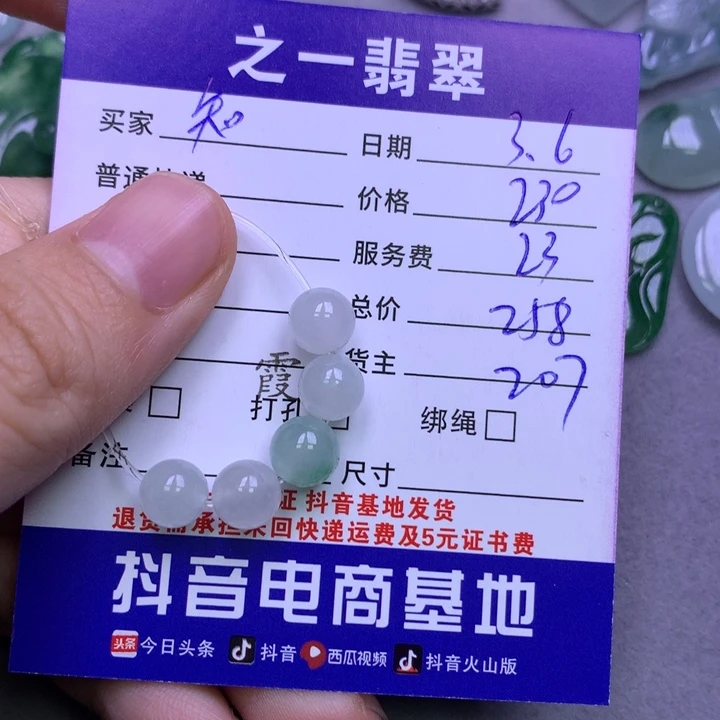 之一翡翠
买家 知 日期 3.6
普通快递 价格 230
服务费 23
总价 258
霞 货主 207
打孔 绑绳
备注 尺寸
证 抖音基地发货
退货需承担来回快递运费及5元证书费
抖音电商基地
头条 今日头条 抖音 西瓜视频 抖音火山版